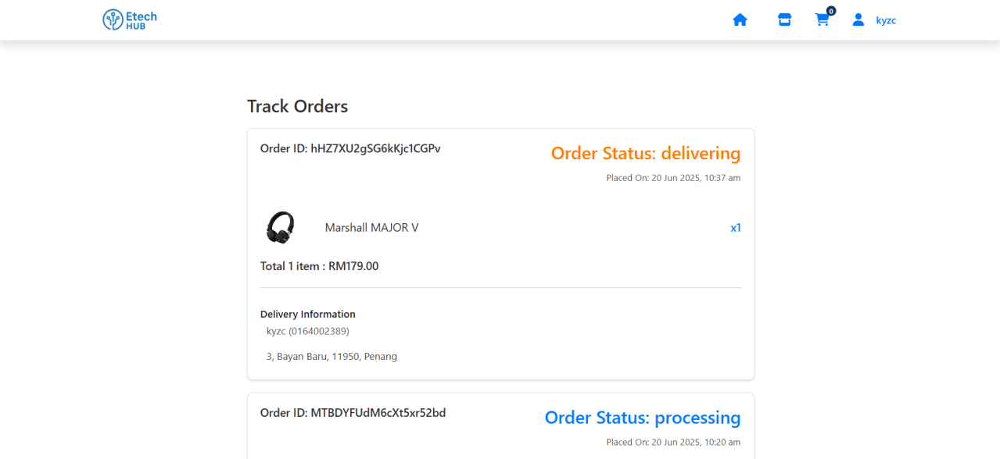 Etech
HUB
0
kyzc
Track Orders
Order ID: hHZ7XU2gSG6kKjc1CGPv
Order Status: delivering
Placed On: 20 Jun 2025, 10:37 am
Marshall MAJOR V
x1
Total 1 item : RM179.00
Delivery Information
kyzc (0164002389)
3, Bayan Baru, 11950, Penang
Order ID: MTBDYFUdM6cXt5xr52bd
Order Status: processing
Placed On: 20 Jun 2025, 10:20 am